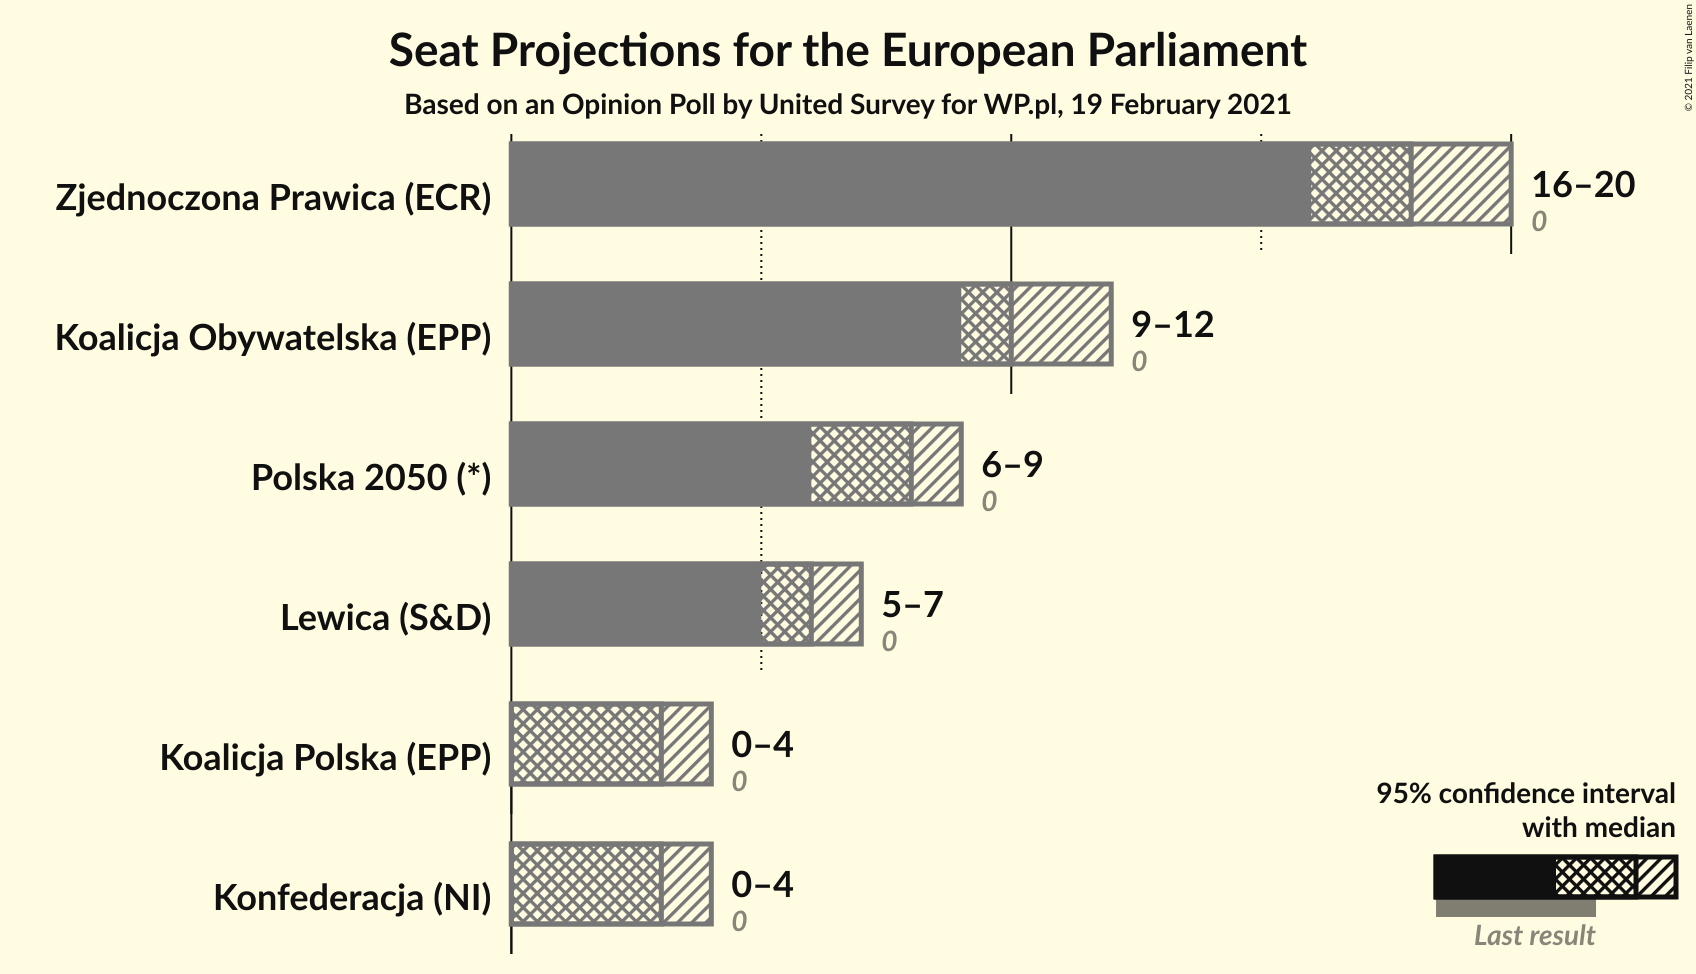 Seat Projections for the European Parliament
Based on an Opinion Poll by United Survey for WP.pl, 19 February 2021
© 2021 Filip van Laenen
Zjednoczona Prawica (ECR)
16–20
0
Koalicja Obywatelska (EPP)
9–12
0
Polska 2050 (*)
6–9
0
Lewica (S&D)
5–7
0
Koalicja Polska (EPP)
0–4
0
Konfederacja (NI)
0–4
0
95% confidence interval
with median
Last result